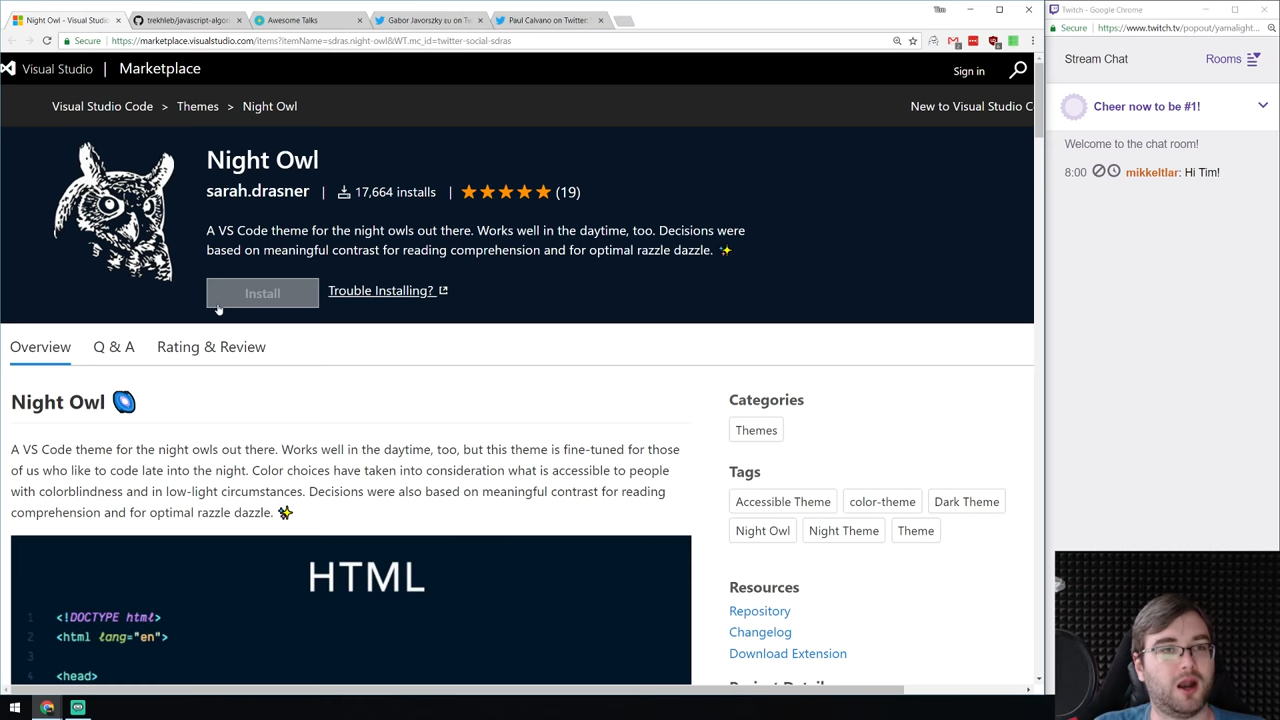 Night Owl - Visual Studio M
trekhleb/javascript-algor
Awesome Talks
Gabor Javorszky EU on Tw
Paul Calvano on Twitter:
Tim
Secure
https://marketplace.visualstudio.com/items?itemName=sdras.night-owl&WT.mc_id=twitter-social-sdras
Visual Studio
Marketplace
Sign in
Visual Studio Code > Themes > Night Owl
New to Visual Studio C
Night Owl
sarah.drasner | 17,664 installs | (19)
A VS Code theme for the night owls out there. Works well in the daytime, too. Decisions were
based on meaningful contrast for reading comprehension and for optimal razzle dazzle. ✨
Install
Trouble Installing?
Overview
Q & A
Rating & Review
Night Owl
A VS Code theme for the night owls out there. Works well in the daytime, too, but this theme is fine-tuned for those
of us who like to code late into the night. Color choices have taken into consideration what is accessible to people
with colorblindness and in low-light circumstances. Decisions were also based on meaningful contrast for reading
comprehension and for optimal razzle dazzle. ✨
HTML
1 <!DOCTYPE html>
2 <html lang="en">
3
4 <head>
Categories
Themes
Tags
Accessible Theme
color-theme
Dark Theme
Night Owl
Night Theme
Theme
Resources
Repository
Changelog
Download Extension
Twitch - Google Chrome
Secure
https://www.twitch.tv/popout/yamalight...
Stream Chat
Rooms
Cheer now to be #1!
Welcome to the chat room!
8:00 mikkeltlar: Hi Tim!